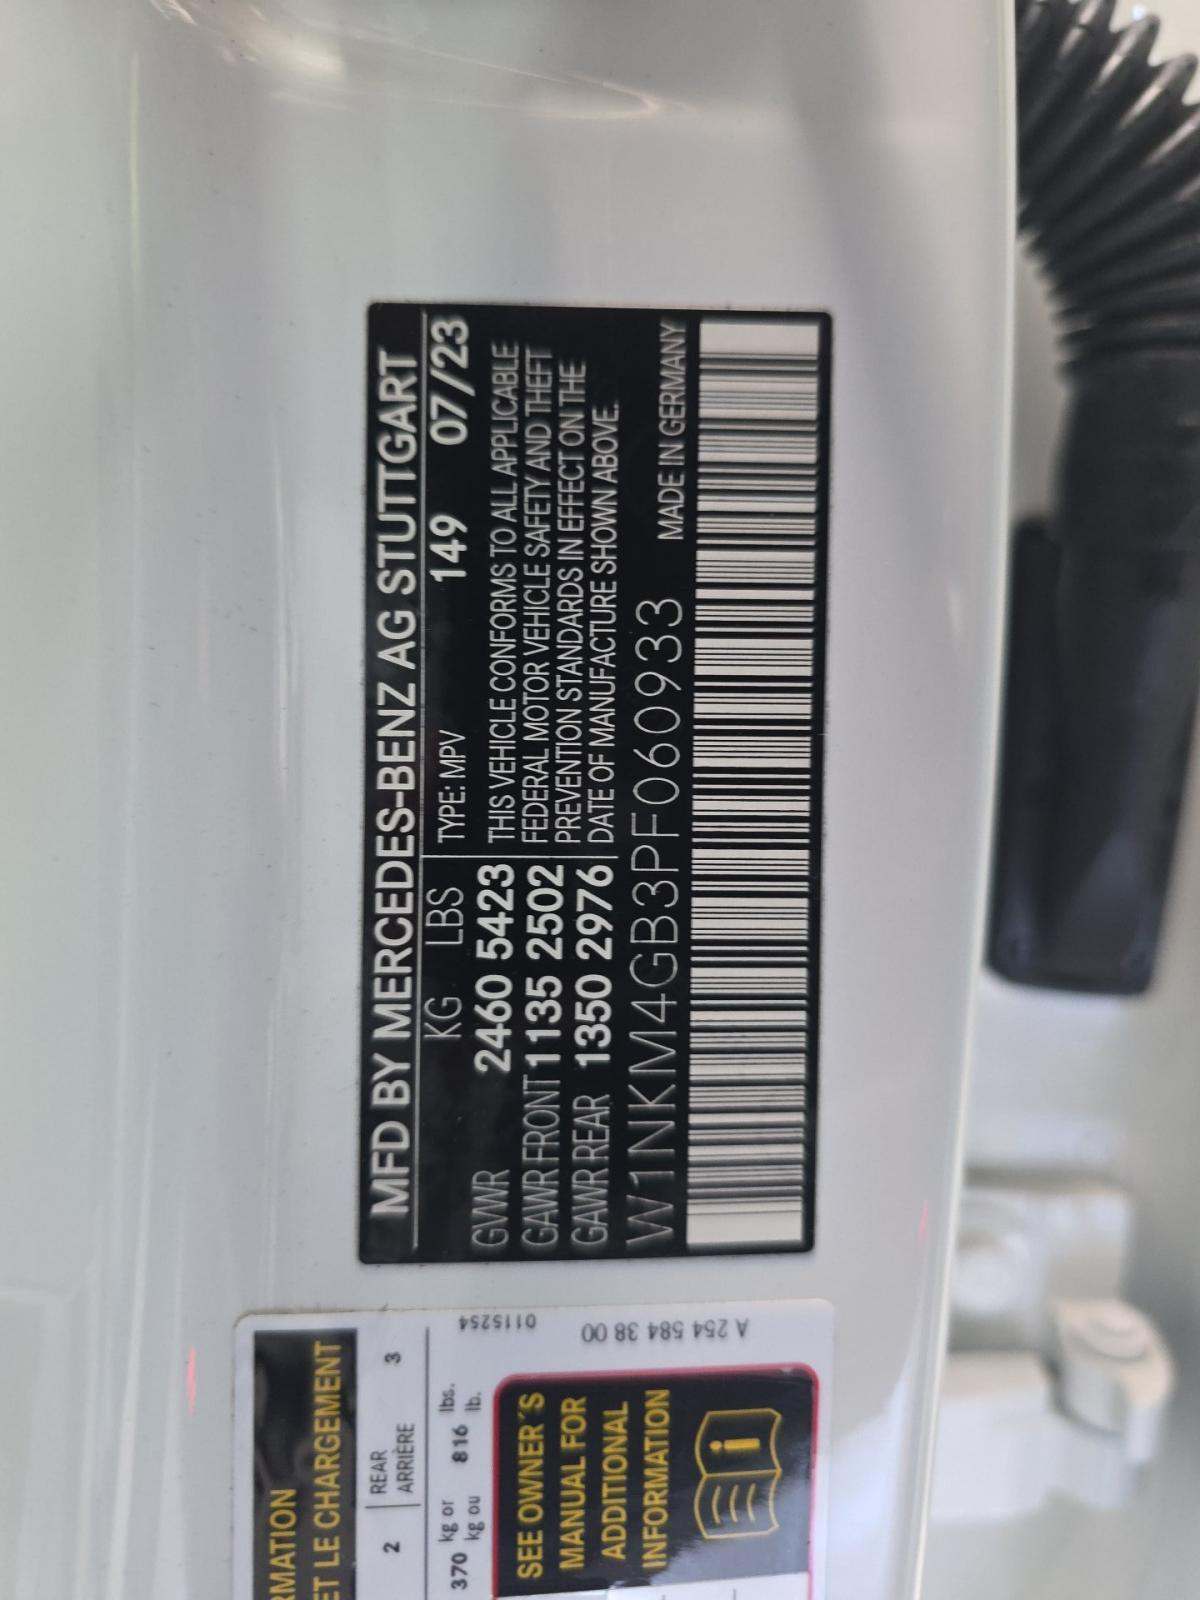 MFD BY MERCEDES-BENZ AG STUTTGART
KG LBS TYPE: MPV 149 07/23
GVWR 2460 5423
GAWR FRONT 1135 2502
GAWR REAR 1350 2976
THIS VEHICLE CONFORMS TO ALL APPLICABLE
FEDERAL MOTOR VEHICLE SAFETY AND THEFT
PREVENTION STANDARDS IN EFFECT ON THE
DATE OF MANUFACTURE SHOWN ABOVE.
W1NKM4GB3PF060933 MADE IN GERMANY
ET LE CHARGEMENT
2 REAR 3
ARRIÈRE
370 kg or 816 lbs.
kg ou lb.
0115254
A 254 584 38 00
SEE OWNER´S
MANUAL FOR
ADDITIONAL
INFORMATION
i